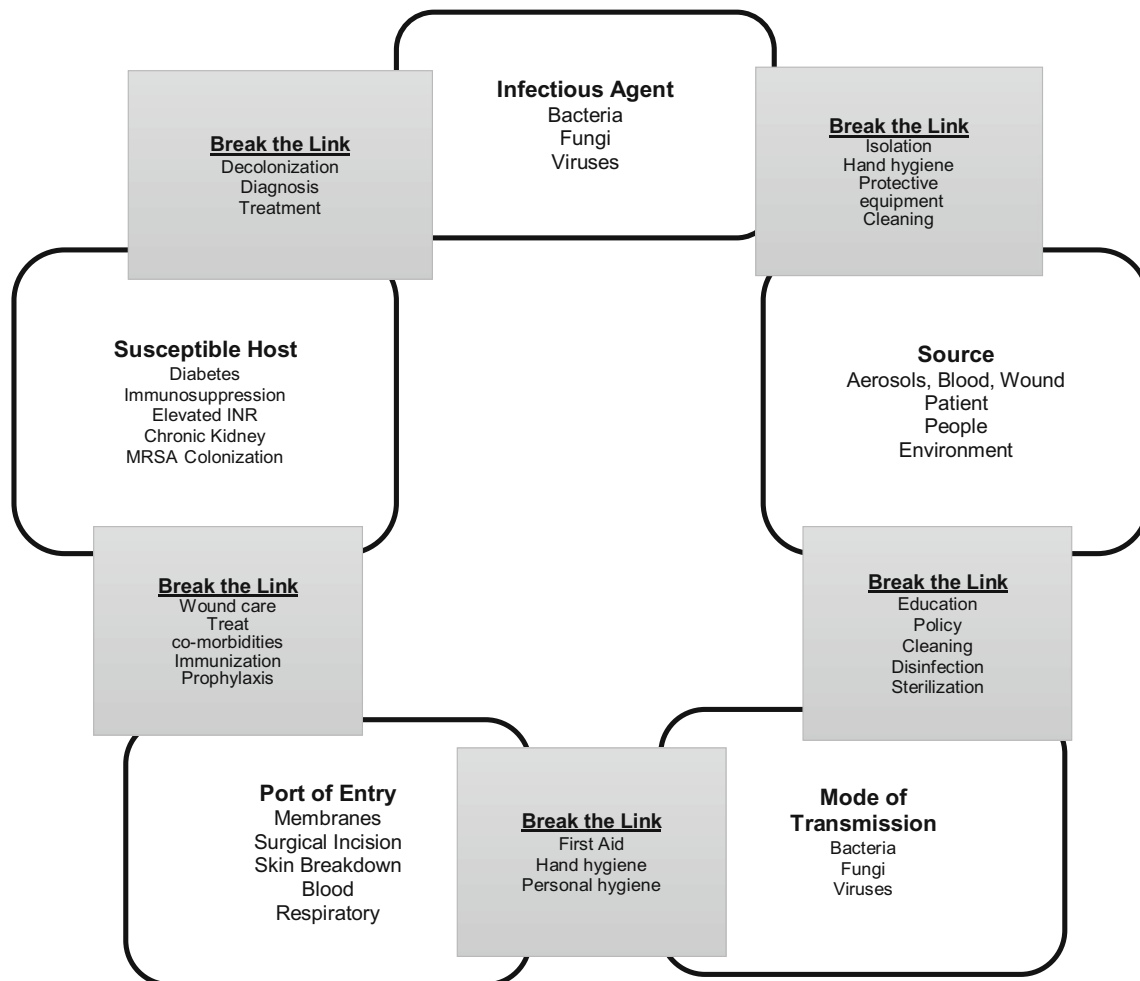 Infectious Agent
Bacteria
Fungi
Viruses
Break the Link
Isolation
Hand hygiene
Protective
equipment
Cleaning
Source
Aerosols, Blood, Wound
Patient
People
Environment
Break the Link
Education
Policy
Cleaning
Disinfection
Sterilization
Mode of
Transmission
Bacteria
Fungi
Viruses
Break the Link
First Aid
Hand hygiene
Personal hygiene
Port of Entry
Membranes
Surgical Incision
Skin Breakdown
Blood
Respiratory
Break the Link
Wound care
Treat
co-morbidities
Immunization
Prophylaxis
Susceptible Host
Diabetes
Immunosuppression
Elevated INR
Chronic Kidney
MRSA Colonization
Break the Link
Decolonization
Diagnosis
Treatment